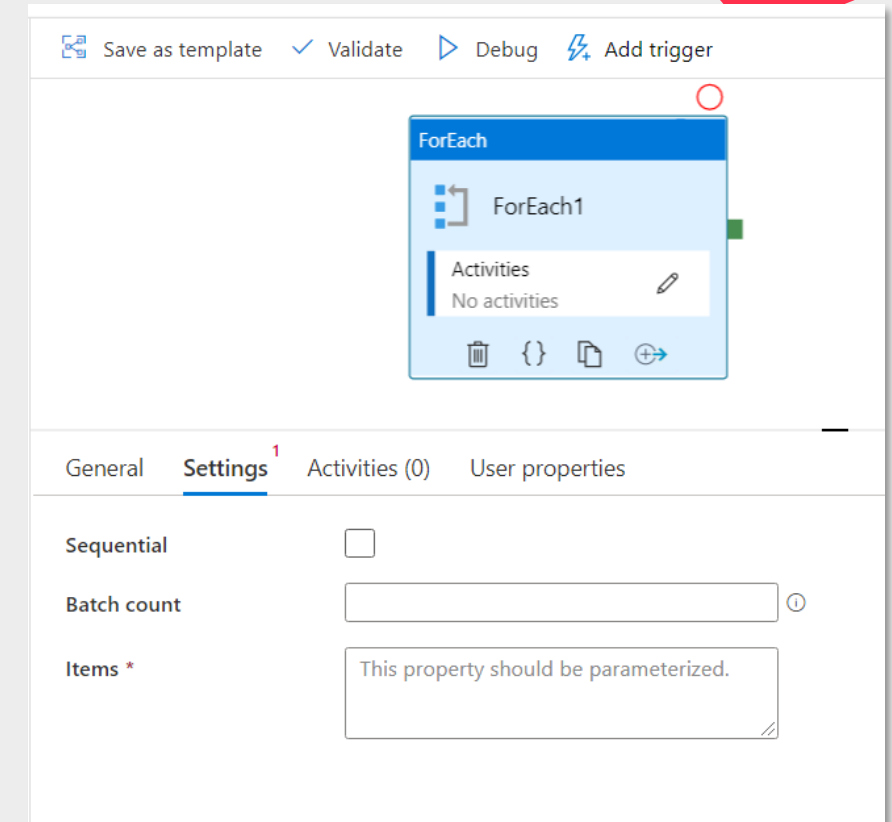 Save as template Validate Debug Add trigger
ForEach
ForEach1
Activities
No activities
{}
General Settings 1 Activities (0) User properties
Sequential
Batch count
Items * This property should be parameterized.